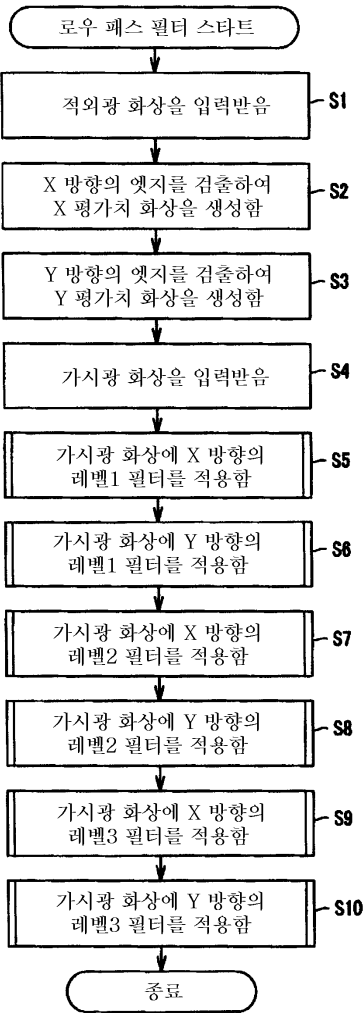 로우 패스 필터 스타트
적외광 화상을 입력받음
S1
X 방향의 엣지를 검출하여
X 평가치 화상을 생성함
S2
Y 방향의 엣지를 검출하여
Y 평가치 화상을 생성함
S3
가시광 화상을 입력받음
S4
가시광 화상에 X 방향의
레벨1 필터를 적용함
S5
가시광 화상에 Y 방향의
레벨1 필터를 적용함
S6
가시광 화상에 X 방향의
레벨2 필터를 적용함
S7
가시광 화상에 Y 방향의
레벨2 필터를 적용함
S8
가시광 화상에 X 방향의
레벨3 필터를 적용함
S9
가시광 화상에 Y 방향의
레벨3 필터를 적용함
S10
종료